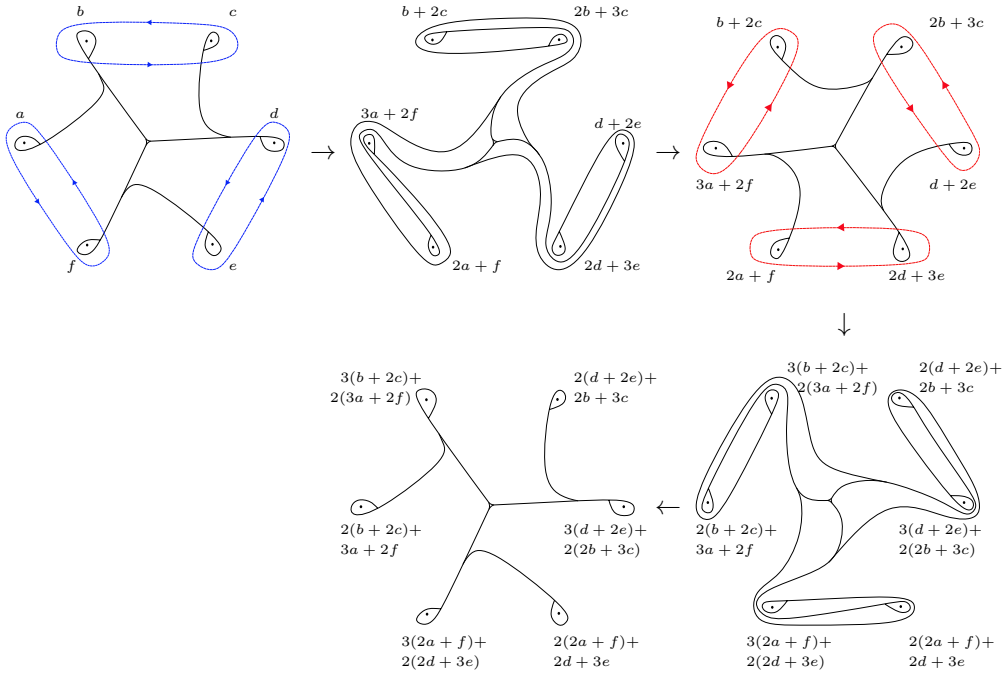 b
c
a
d
f
e
b + 2c
2b + 3c
3a + 2f
d + 2e
2a + f
2d + 3e
b + 2c
2b + 3c
3a + 2f
d + 2e
2a + f
2d + 3e
3(b + 2c)+
2(3a + 2f)
2(d + 2e)+
2b + 3c
2(b + 2c)+
3a + 2f
3(d + 2e)+
2(2b + 3c)
3(2a + f)+
2(2d + 3e)
2(2a + f)+
2d + 3e
3(b + 2c)+
2(3a + 2f)
2(d + 2e)+
2b + 3c
2(b + 2c)+
3a + 2f
3(d + 2e)+
2(2b + 3c)
3(2a + f)+
2(2d + 3e)
2(2a + f)+
2d + 3e